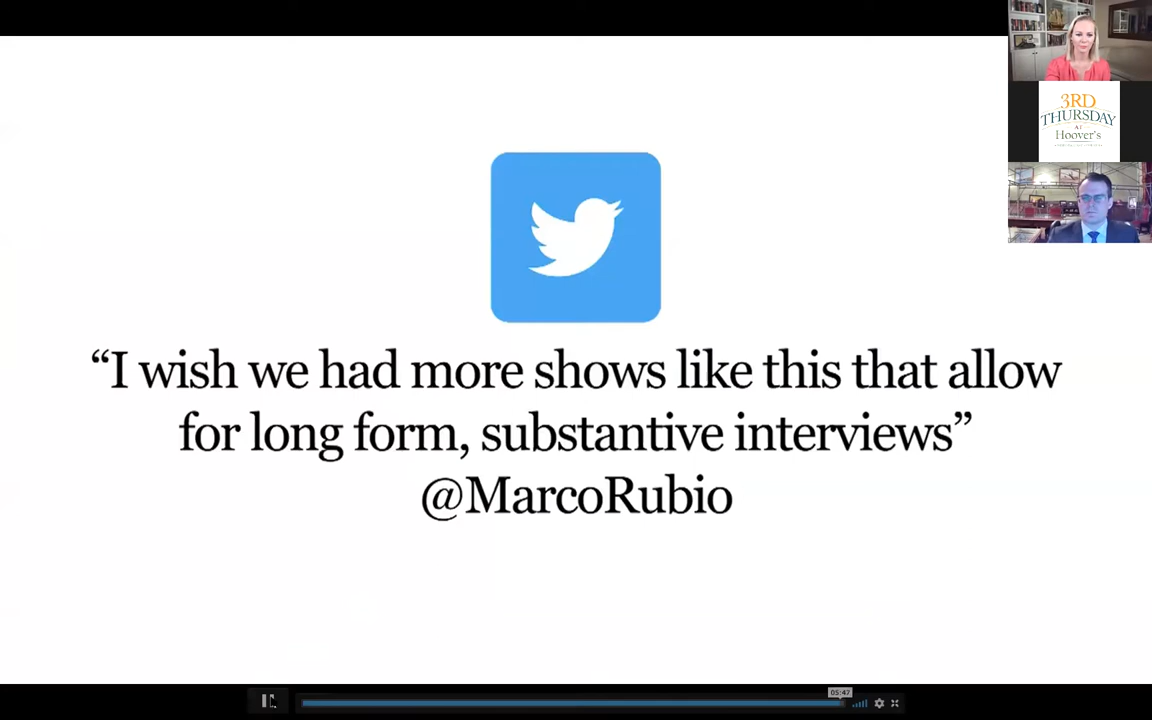 “I wish we had more shows like this that allow
for long form, substantive interviews”
@MarcoRubio
3RD
THURSDAY
AT
Hoover's
05:47